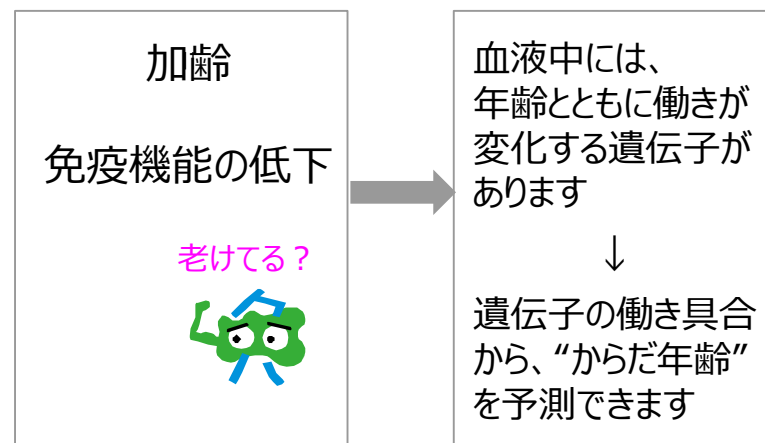 加齢
免疫機能の低下
老けてる？
血液中には、
年齢とともに働きが
変化する遺伝子が
あります
↓
遺伝子の働き具合
から、“からだ年齢”
を予測できます